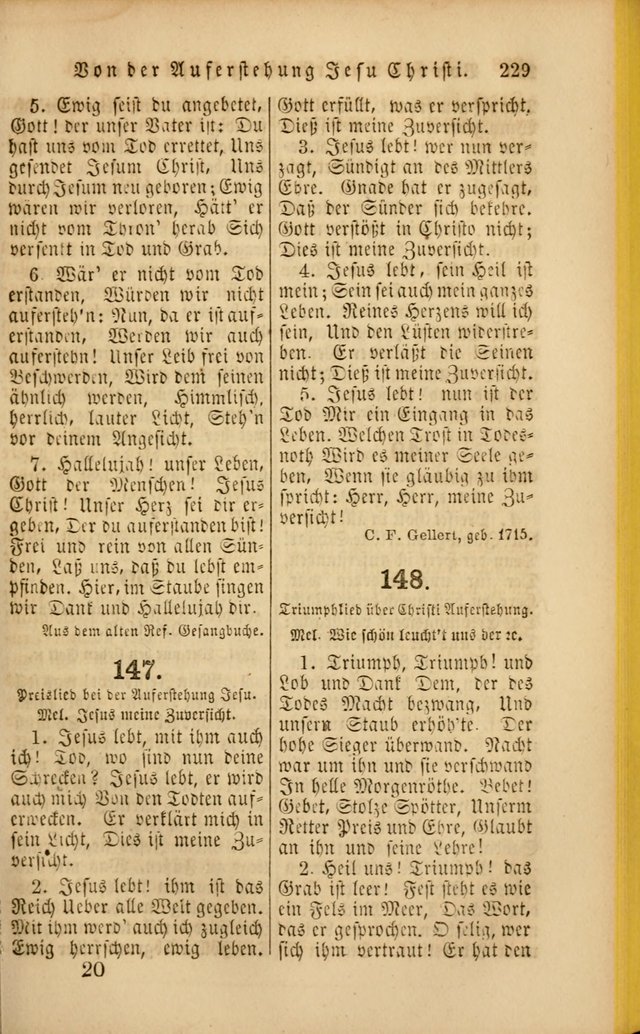 Von der Auferstehung Jesu Christi. 229
5. Ewig seist du angebetet,
Gott! der unser Vater ist: Du
hast uns vom Tod errettet, Uns
gesendet Jesum Christ, Uns
durch Jesum neu geboren; Ewig
wären wir verloren, Hätt' er
nicht vom Thron' herab Sich
versenkt in Tod und Grab.
6. Wär' er nicht vom Tod
erstanden, Würden wir nicht
aufersteh'n: Nun, da er ist auf-
erstanden, Werden wir auch
auferstehn! Unser Leib frei von
Beschwerden, Wird dem seinen
ähnlich werden, Himmlisch,
herrlich, lauter Licht, Steh'n
vor deinem Angesicht.
7. Hallelujah! unser Leben,
Gott der Menschen! Jesus
Christ! Unser Herz sei dir er-
geben, Der du auferstanden bist!
Frei und rein von allen Sün-
den, Laß uns, daß du lebst em-
pfinden. Hier, im Staube singen
wir Dank und Hallelujah dir.
Aus dem alten Ref. Gesangbuche.
147.
Preislied bei der Auferstehung Jesu.
Mel. Jesus meine Zuversicht.
1. Jesus lebt, mit ihm auch
ich! Tod, wo sind nun deine
Schrecken? Jesus lebt, er wird
auch mich Von den Todten auf-
erwecken. Er verklärt mich in
sein Licht, Dies ist meine Zu-
versicht.
2. Jesus lebt! ihm ist das
Reich Ueber alle Welt gegeben.
Mit ihm werd' auch ich zugleich
Ewig herrschen, ewig leben.
20
Gott erfüllt, was er verspricht,
Dieß ist meine Zuversicht.
3. Jesus lebt! wer nun ver-
zagt, Sündigt an des Mittlers
Ehre. Gnade hat er zugesagt,
Daß der Sünder sich bekehre.
Gott verstößt in Christo nicht;
Dies ist meine Zuversicht.
4. Jesus lebt, sein Heil ist
mein; Sein sei auch mein ganzes
Leben. Reines Herzens will ich
sein, Und den Lüsten widerstre-
ben. Er verläßt die Seinen
nicht; Dieß ist meine Zuversicht.
5. Jesus lebt! nun ist der
Tod Mir ein Eingang in das
Leben. Welchen Trost in Todes-
noth Wird es meiner Seele ge-
ben, Wenn sie gläubig zu ihm
spricht: Herr, Herr, meine Zu-
versicht!
C. F. Gellert, geb. 1715.
148.
Triumphlied über Christi Auferstehung.
Mel. Wie schön leucht't uns der ꝛc.
1. Triumph, Triumph! und
Lob und Dank Dem, der des
Todes Macht bezwang, Und
unsern Staub erhöh'te. Der
hohe Sieger überwand. Nacht
war um ihn und sie verschwand
In helle Morgenröthe. Bebet!
Gebet, Stolze Spötter, Unserm
Retter Preis und Ehre, Glaubt
an ihn und seine Lehre!
2. Heil uns! Triumph! das
Grab ist leer! Fest steht es wie
ein Fels im Meer, Das Wort,
das er gesprochen. O selig, wer
sich ihm vertraut! Er hat den